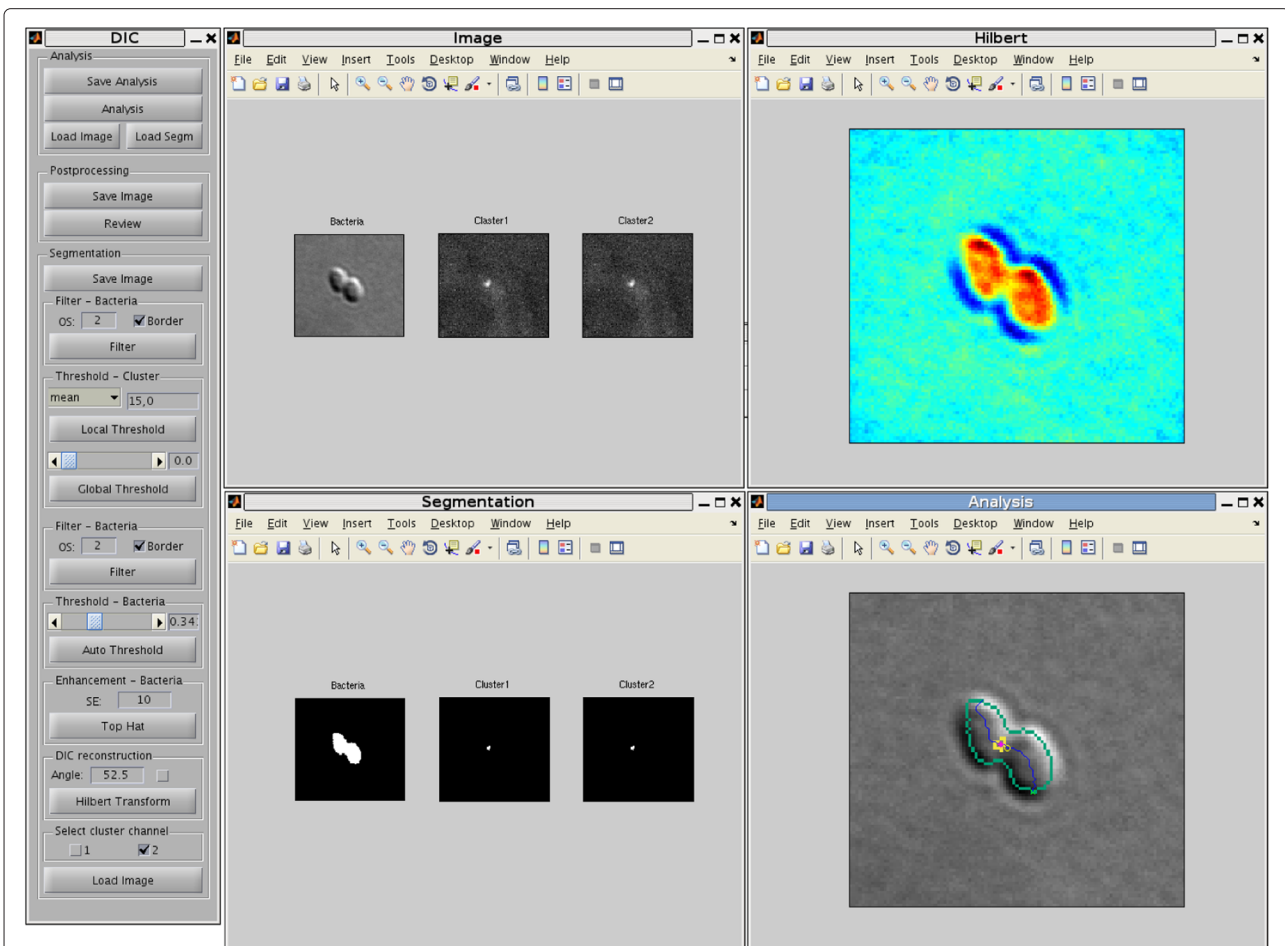 DIC
Analysis
Save Analysis
Analysis
Load Image Load Segm
Postprocessing
Save Image
Review
Segmentation
Save Image
Filter – Bacteria
OS: 2 Border
Filter
Threshold – Cluster
mean 15,0
Local Threshold
0.0
Global Threshold
Filter – Bacteria
OS: 2 Border
Filter
Threshold – Bacteria
0.34
Auto Threshold
Enhancement – Bacteria
SE: 10
Top Hat
DIC reconstruction
Angle: 52.5
Hilbert Transform
Select cluster channel
1 2
Load Image
Image
File Edit View Insert Tools Desktop Window Help
Bacteria Claster1 Claster2
Hilbert
File Edit View Insert Tools Desktop Window Help
Segmentation
File Edit View Insert Tools Desktop Window Help
Bacteria Cluster1 Cluster2
Analysis
File Edit View Insert Tools Desktop Window Help